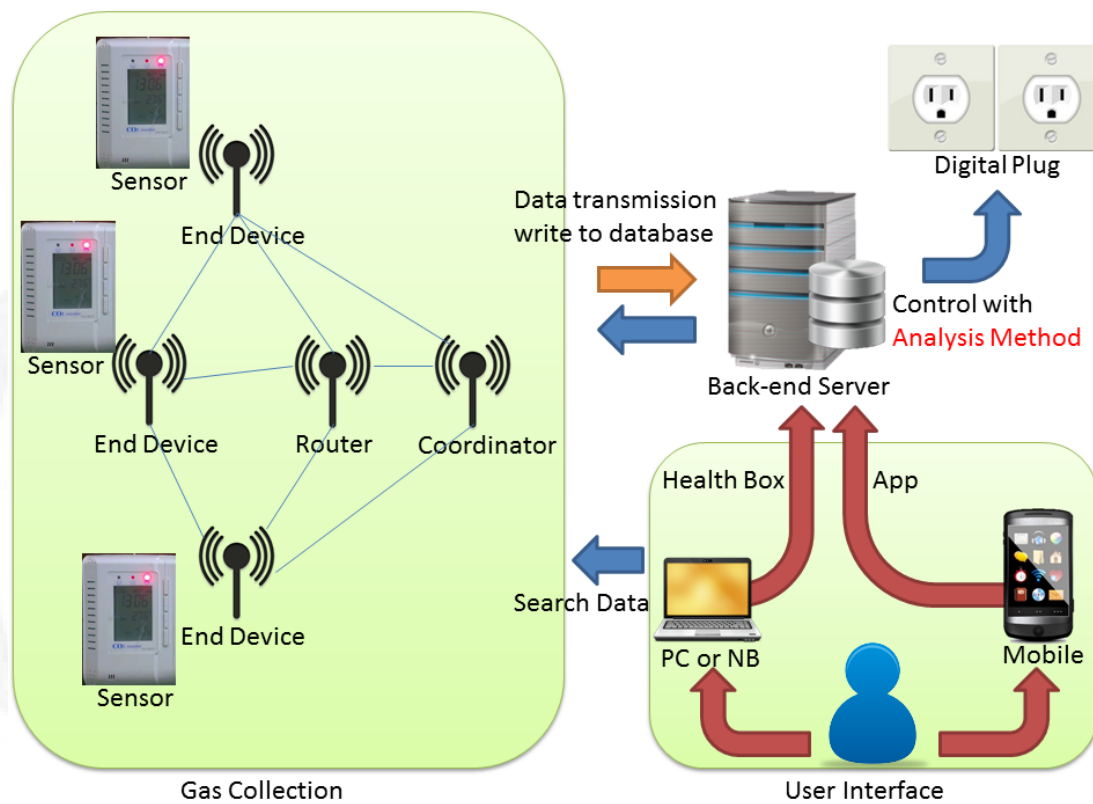 Sensor
End Device
Sensor
End Device
Router
Coordinator
End Device
Sensor
Gas Collection
Data transmission
write to database
Back-end Server
Digital Plug
Control with
Analysis Method
Health Box
App
Search Data
PC or NB
Mobile
User Interface